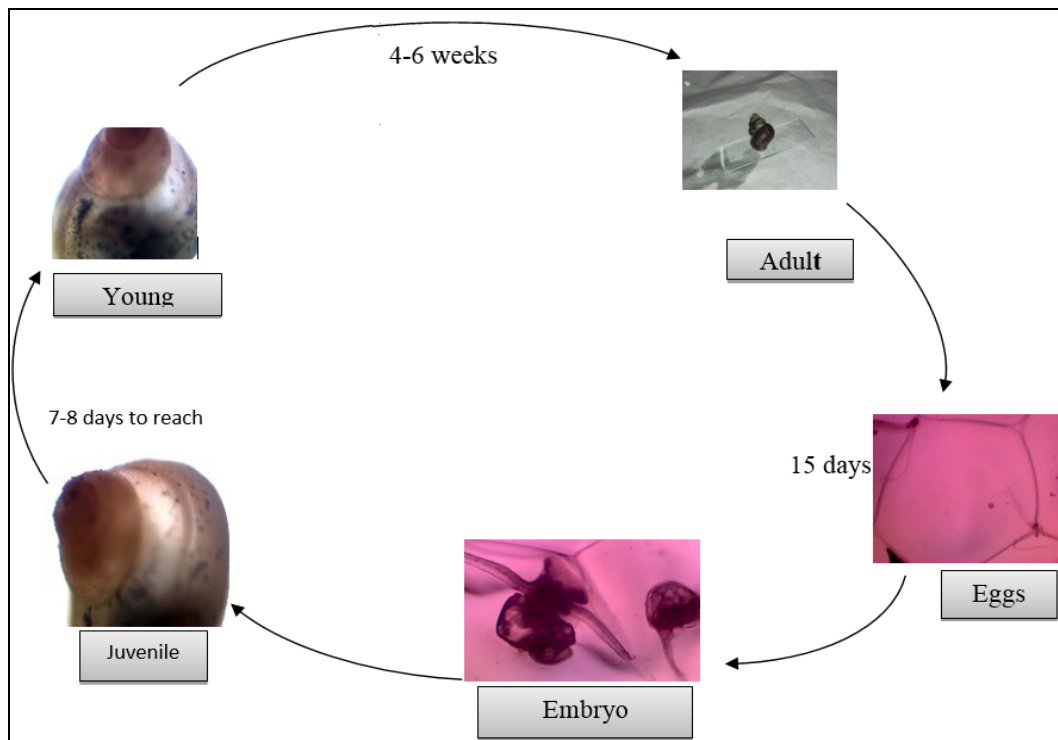 4-6 weeks
Adult
Young
7-8 days to reach
15 days
Eggs
Juvenile
Embryo